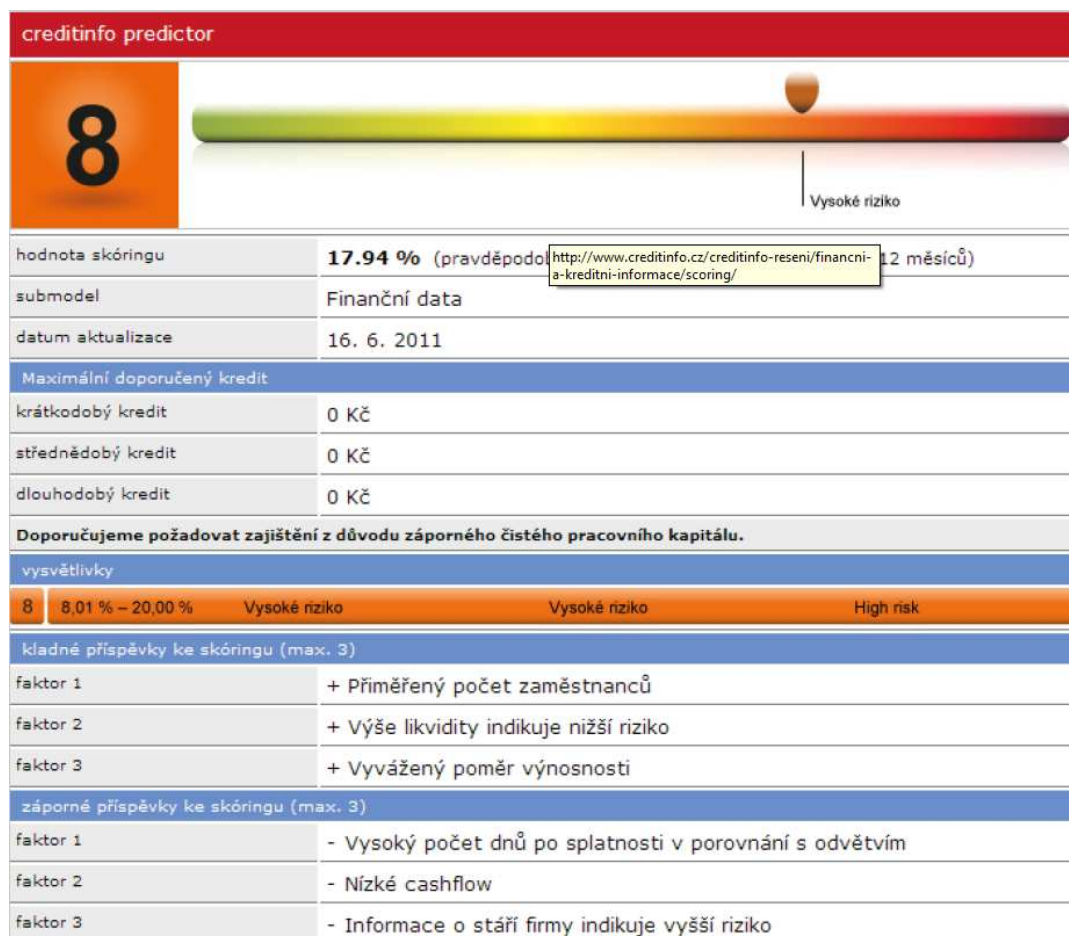 creditinfo predictor
8
Vysoké riziko
hodnota skóringu 17.94 % (pravděpodob 12 měsíců)
http://www.creditinfo.cz/creditinfo-reseni/financni-
a-kreditni-informace/scoring/
submodel Finanční data
datum aktualizace 16. 6. 2011
Maximální doporučený kredit
krátkodobý kredit 0 Kč
střednědobý kredit 0 Kč
dlouhodobý kredit 0 Kč
Doporučujeme požadovat zajištění z důvodu záporného čistého pracovního kapitálu.
vysvětlivky
8 8,01 % – 20,00 % Vysoké riziko Vysoké riziko High risk
kladné příspěvky ke skóringu (max. 3)
faktor 1 + Přiměřený počet zaměstnanců
faktor 2 + Výše likvidity indikuje nižší riziko
faktor 3 + Vyvážený poměr výnosnosti
záporné příspěvky ke skóringu (max. 3)
faktor 1 - Vysoký počet dnů po splatnosti v porovnání s odvětvím
faktor 2 - Nízké cashflow
faktor 3 - Informace o stáří firmy indikuje vyšší riziko